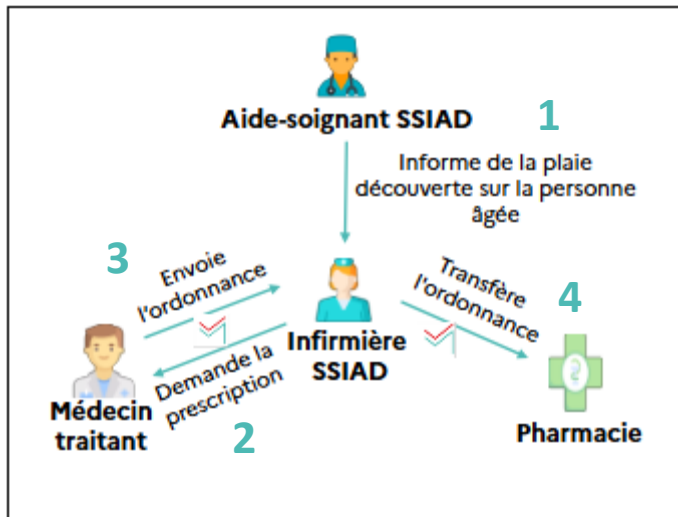 Aide-soignant SSIAD
1
Informe de la plaie
découverte sur la personne
âgée
3
Envoie
l'ordonnance
Transfère
l'ordonnance
4
Infirmière
SSIAD
Demande la
prescription
2
Médecin
traitant
Pharmacie